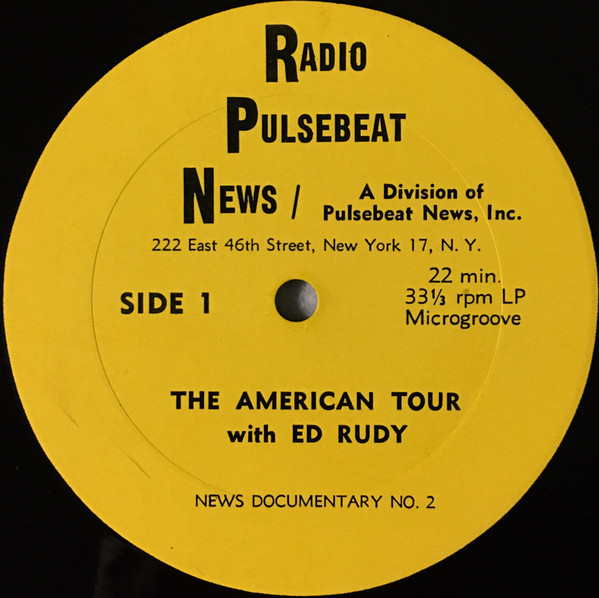 RADIO
PULSEBEAT
NEWS / A Division of
Pulsebeat News, Inc.
222 East 46th Street, New York 17, N. Y.
SIDE 1
22 min.
33⅓ rpm LP
Microgroove
THE AMERICAN TOUR
with ED RUDY
NEWS DOCUMENTARY NO. 2